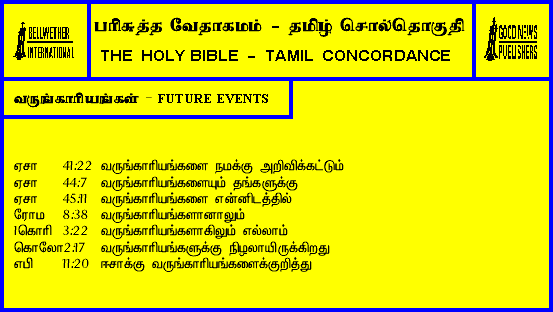 BELLWETHER
INTERNATIONAL
பரிசுத்த வேதாகமம் - தமிழ் சொல்தொகுதி
THE HOLY BIBLE - TAMIL CONCORDANCE
GOOD NEWS
PUBLISHERS
வருங்காரியங்கள் - FUTURE EVENTS
ஏசா 41:22 வருங்காரியங்களை நமக்கு அறிவிக்கட்டும்
ஏசா 44:7 வருங்காரியங்களையும் தங்களுக்கு
ஏசா 45:11 வருங்காரியங்களை என்னிடத்தில்
ரோம 8:38 வருங்காரியங்களானாலும்
1கொரி 3:22 வருங்காரியங்களாகிலும் எல்லாம்
கொலோ2:17 வருங்காரியங்களுக்கு நிழலாயிருக்கிறது
எபி 11:20 ஈசாக்கு வருங்காரியங்களைக்குறித்து